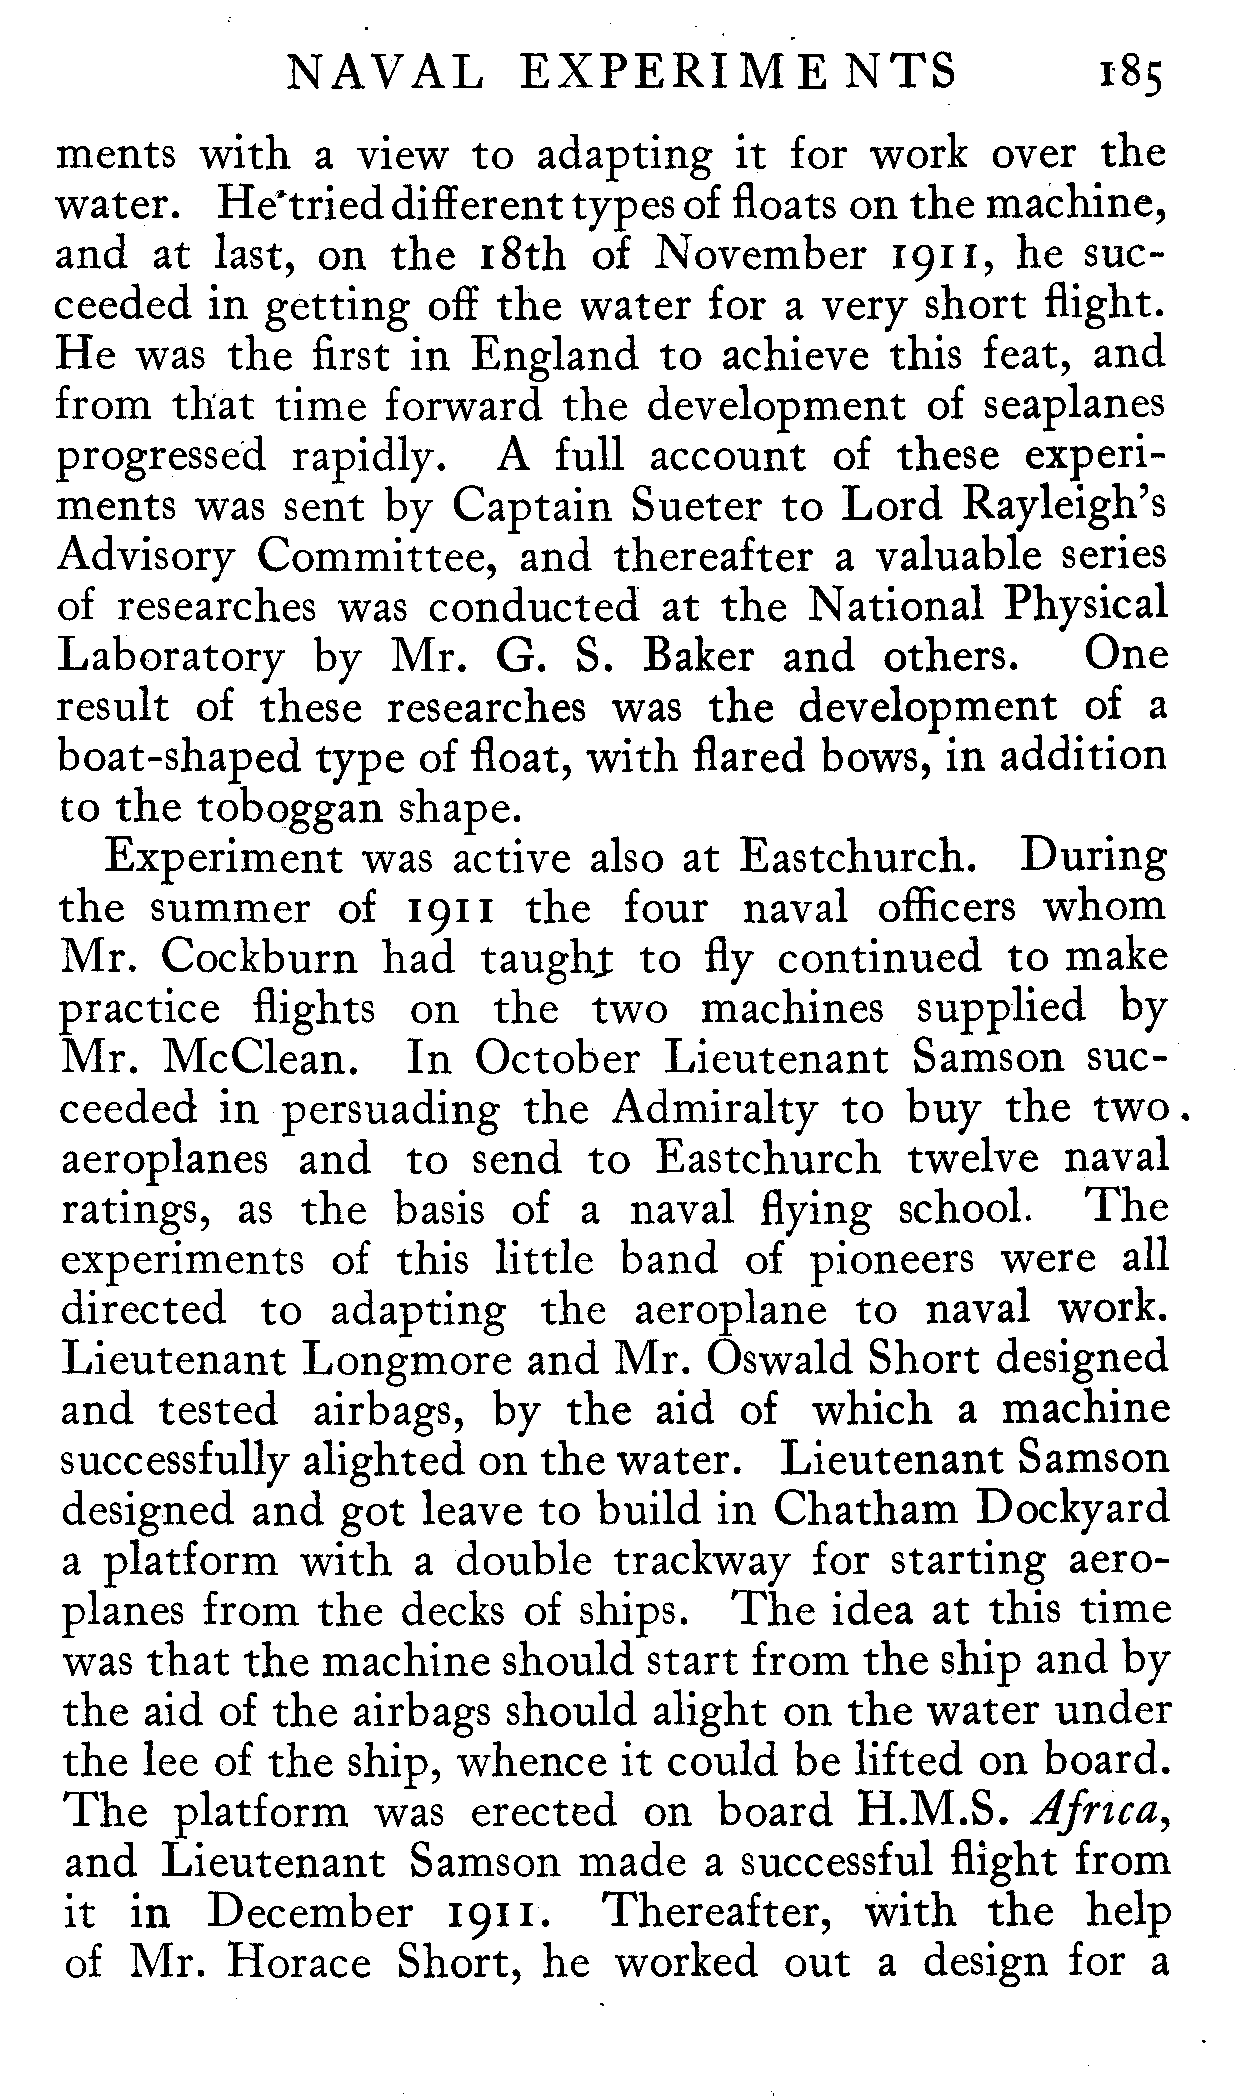 NAVAL EXPERIMENTS 185
ments with a view to adapting it for work over the
water. He tried different types of floats on the machine,
and at last, on the 18th of November 1911, he suc-
ceeded in getting off the water for a very short flight.
He was the first in England to achieve this feat, and
from that time forward the development of seaplanes
progressed rapidly. A full account of these experi-
ments was sent by Captain Sueter to Lord Rayleigh's
Advisory Committee, and thereafter a valuable series
of researches was conducted at the National Physical
Laboratory by Mr. G. S. Baker and others. One
result of these researches was the development of a
boat-shaped type of float, with flared bows, in addition
to the toboggan shape.
Experiment was active also at Eastchurch. During
the summer of 1911 the four naval officers whom
Mr. Cockburn had taught to fly continued to make
practice flights on the two machines supplied by
Mr. McClean. In October Lieutenant Samson suc-
ceeded in persuading the Admiralty to buy the two
aeroplanes and to send to Eastchurch twelve naval
ratings, as the basis of a naval flying school. The
experiments of this little band of pioneers were all
directed to adapting the aeroplane to naval work.
Lieutenant Longmore and Mr. Oswald Short designed
and tested airbags, by the aid of which a machine
successfully alighted on the water. Lieutenant Samson
designed and got leave to build in Chatham Dockyard
a platform with a double trackway for starting aero-
planes from the decks of ships. The idea at this time
was that the machine should start from the ship and by
the aid of the airbags should alight on the water under
the lee of the ship, whence it could be lifted on board.
The platform was erected on board H.M.S. Africa,
and Lieutenant Samson made a successful flight from
it in December 1911. Thereafter, with the help
of Mr. Horace Short, he worked out a design for a